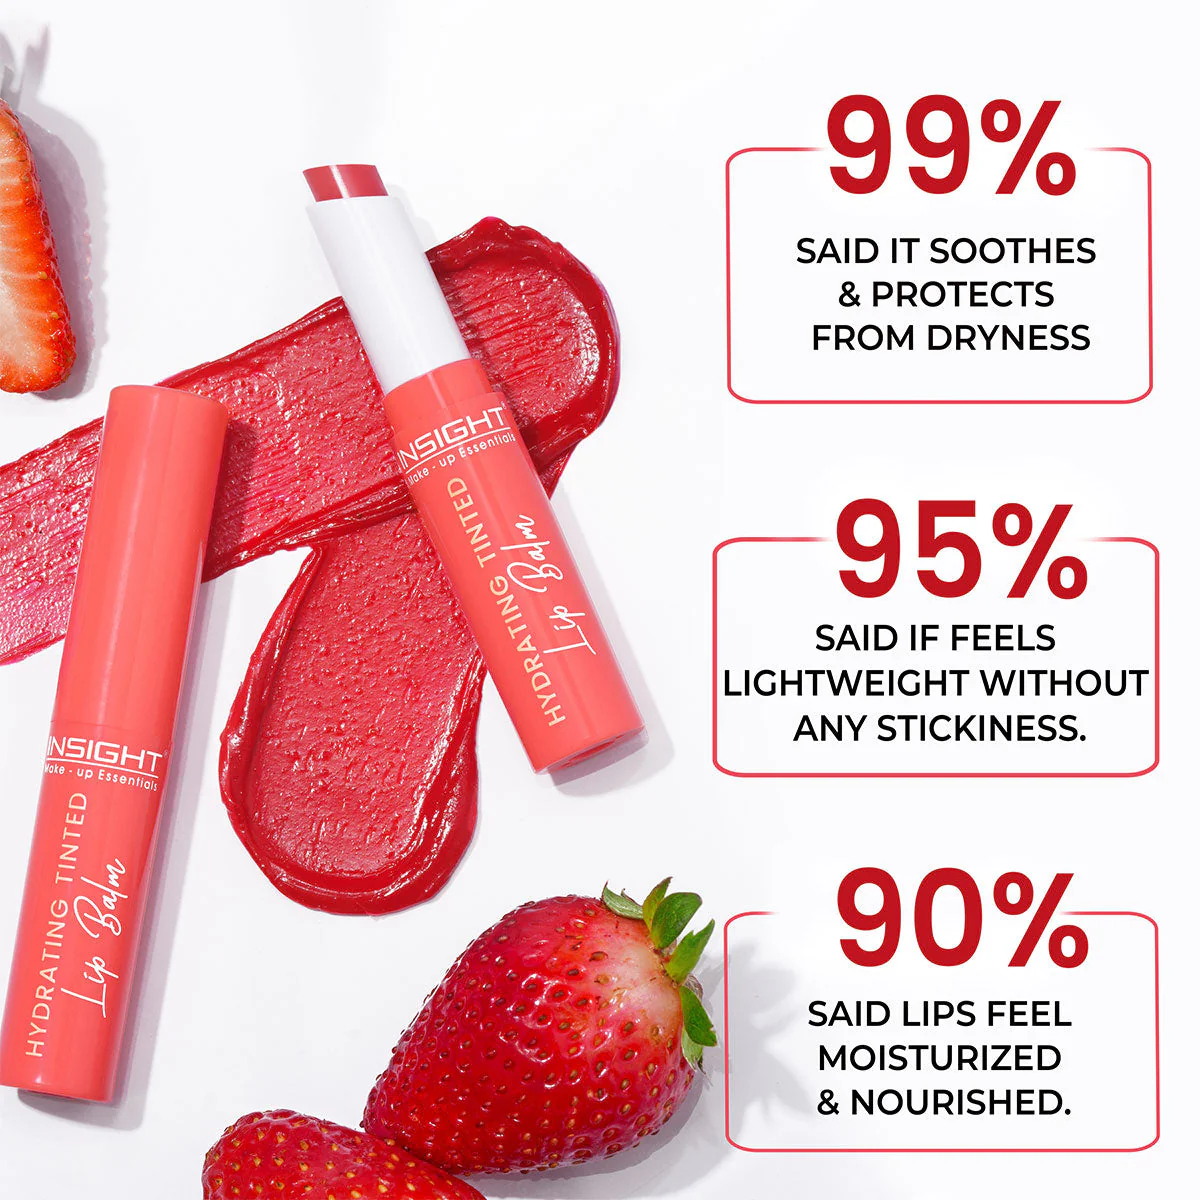 99%
SAID IT SOOTHES
& PROTECTS
FROM DRYNESS
95%
SAID IF FEELS
LIGHTWEIGHT WITHOUT
ANY STICKINESS.
90%
SAID LIPS FEEL
MOISTURIZED
& NOURISHED.
INSIGHT
Make - up Essentials
HYDRATING TINTED
Lip Balm
INSIGHT
Make - up Essentials
HYDRATING TINTED
Lip Balm